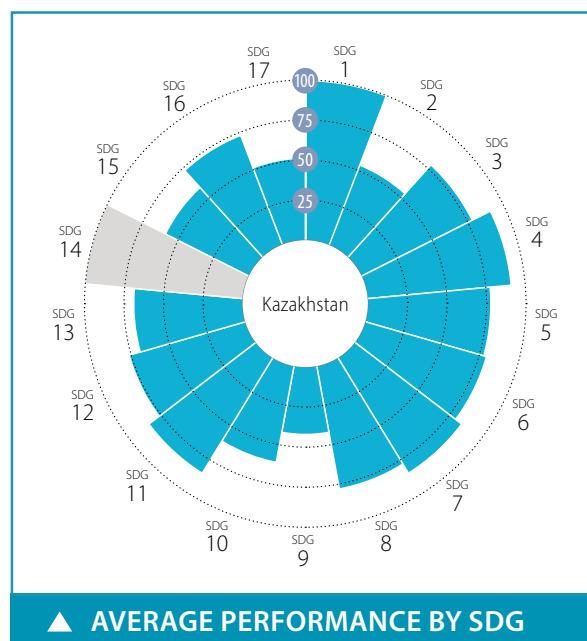 SDG
1
SDG
2
SDG
3
SDG
4
SDG
5
SDG
6
SDG
7
SDG
8
SDG
9
SDG
10
SDG
11
SDG
12
SDG
13
SDG
14
SDG
15
SDG
16
SDG
17
100
75
50
25
Kazakhstan
▲ AVERAGE PERFORMANCE BY SDG